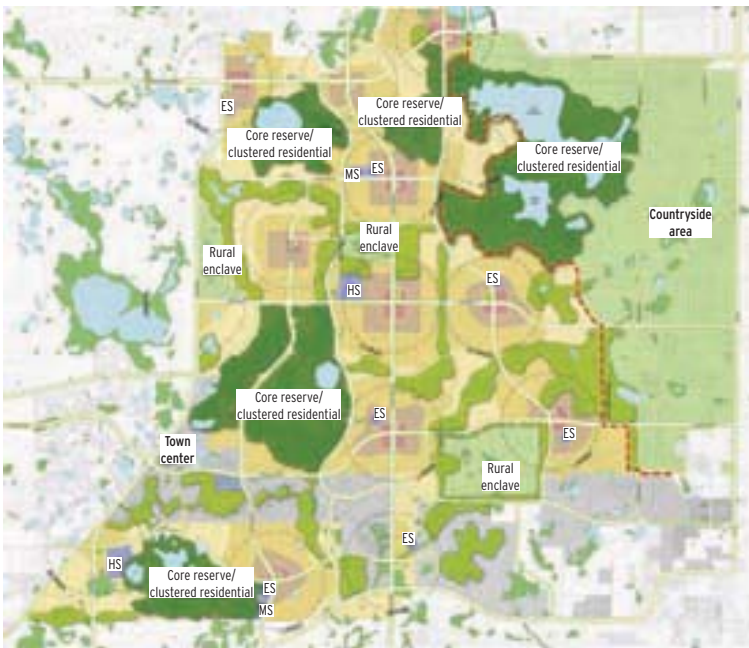 Core reserve/
clustered residential
ES
Core reserve/
clustered residential
Core reserve/
clustered residential
MS
ES
Countryside
area
Rural
enclave
Rural
enclave
HS
ES
Core reserve/
clustered residential
ES
ES
Town
center
Rural
enclave
ES
HS
Core reserve/
clustered residential
ES
MS